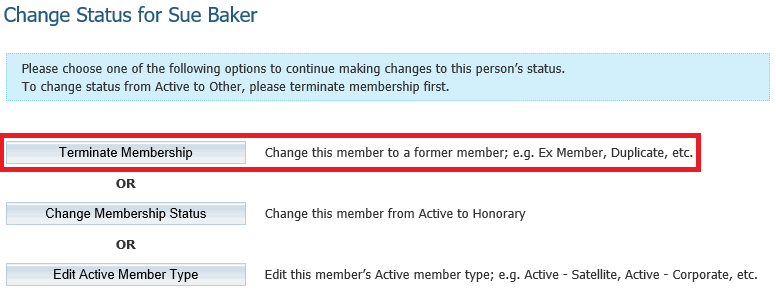 Change Status for Sue Baker
Please choose one of the following options to continue making changes to this person's status.
To change status from Active to Other, please terminate membership first.
Terminate Membership Change this member to a former member; e.g. Ex Member, Duplicate, etc.
OR
Change Membership Status Change this member from Active to Honorary
OR
Edit Active Member Type Edit this member's Active member type; e.g. Active - Satellite, Active - Corporate, etc.